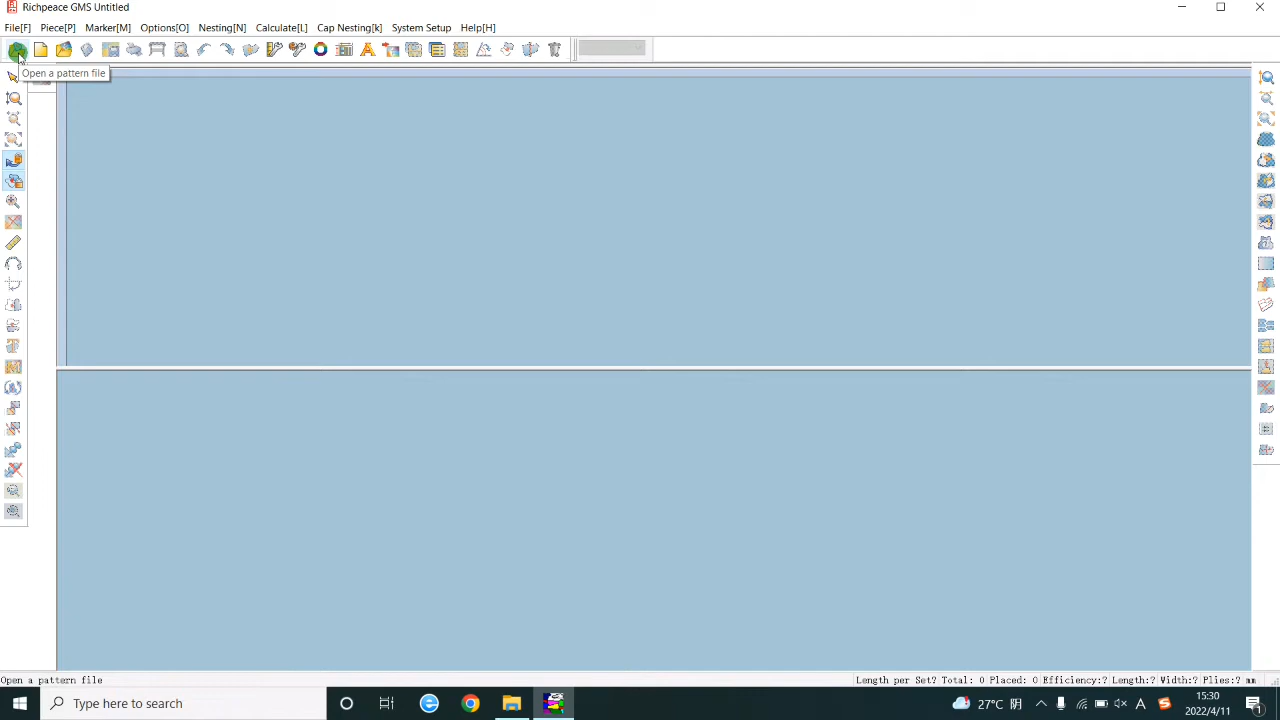 Richpeace GMS Untitled
File[F] Piece[P] Marker[M] Options[O] Nesting[N] Calculate[L] Cap Nesting[k] System Setup Help[H]
Open a pattern file
Open a pattern file
Length per Set? Total: 0 Placed: 0 Efficiency:? Length:? Width:? Plies:? mm
Type here to search
27°C 阴
A
15:30
2022/4/11
1